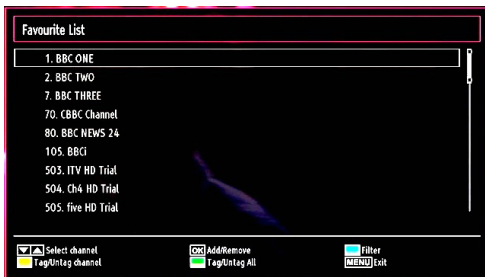 Favourite List
1. BBC ONE
2. BBC TWO
7. BBC THREE
70. CBBC Channel
80. BBC NEWS 24
105. BBCi
503. ITV HD Trial
504. Ch4 HD Trial
505. five HD Trial
Select channel OK Add/Remove Filter
Tag/Untag channel Tag/Untag All MENU Exit